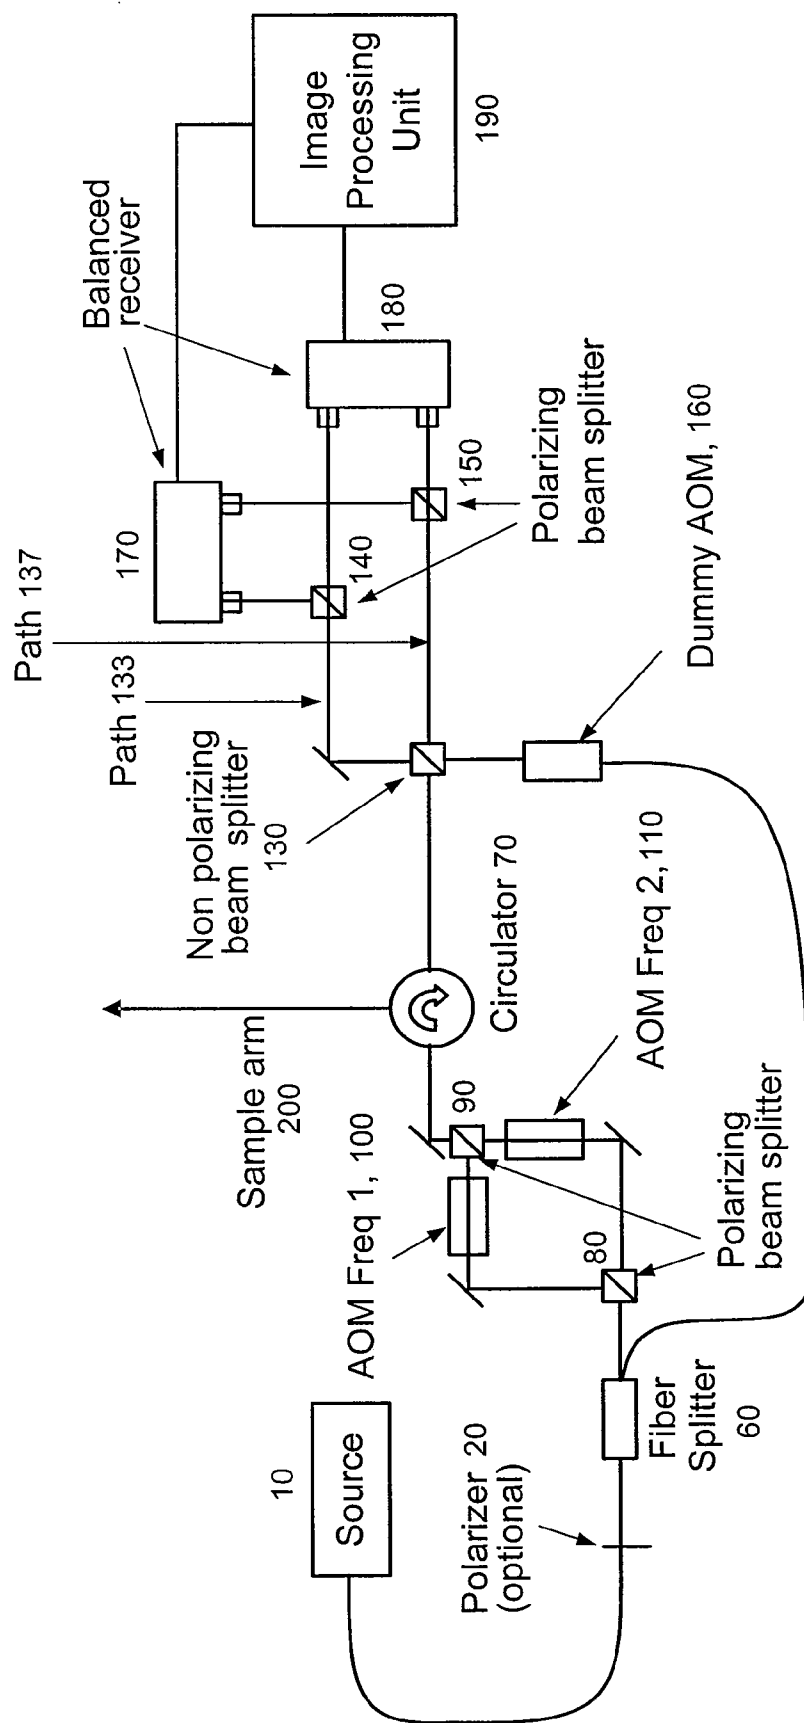 Source
10
Polarizer 20
(optional)
Fiber
Splitter
60
AOM Freq 1, 100
80
90
Polarizing
beam splitter
AOM Freq 2,110
Sample arm
200
Circulator 70
Non polarizing
beam splitter
130
Path 133
Path 137
Dummy AOM, 160
140
150
Polarizing
beam splitter
170
180
Balanced
receiver
Image
Processing
Unit
190